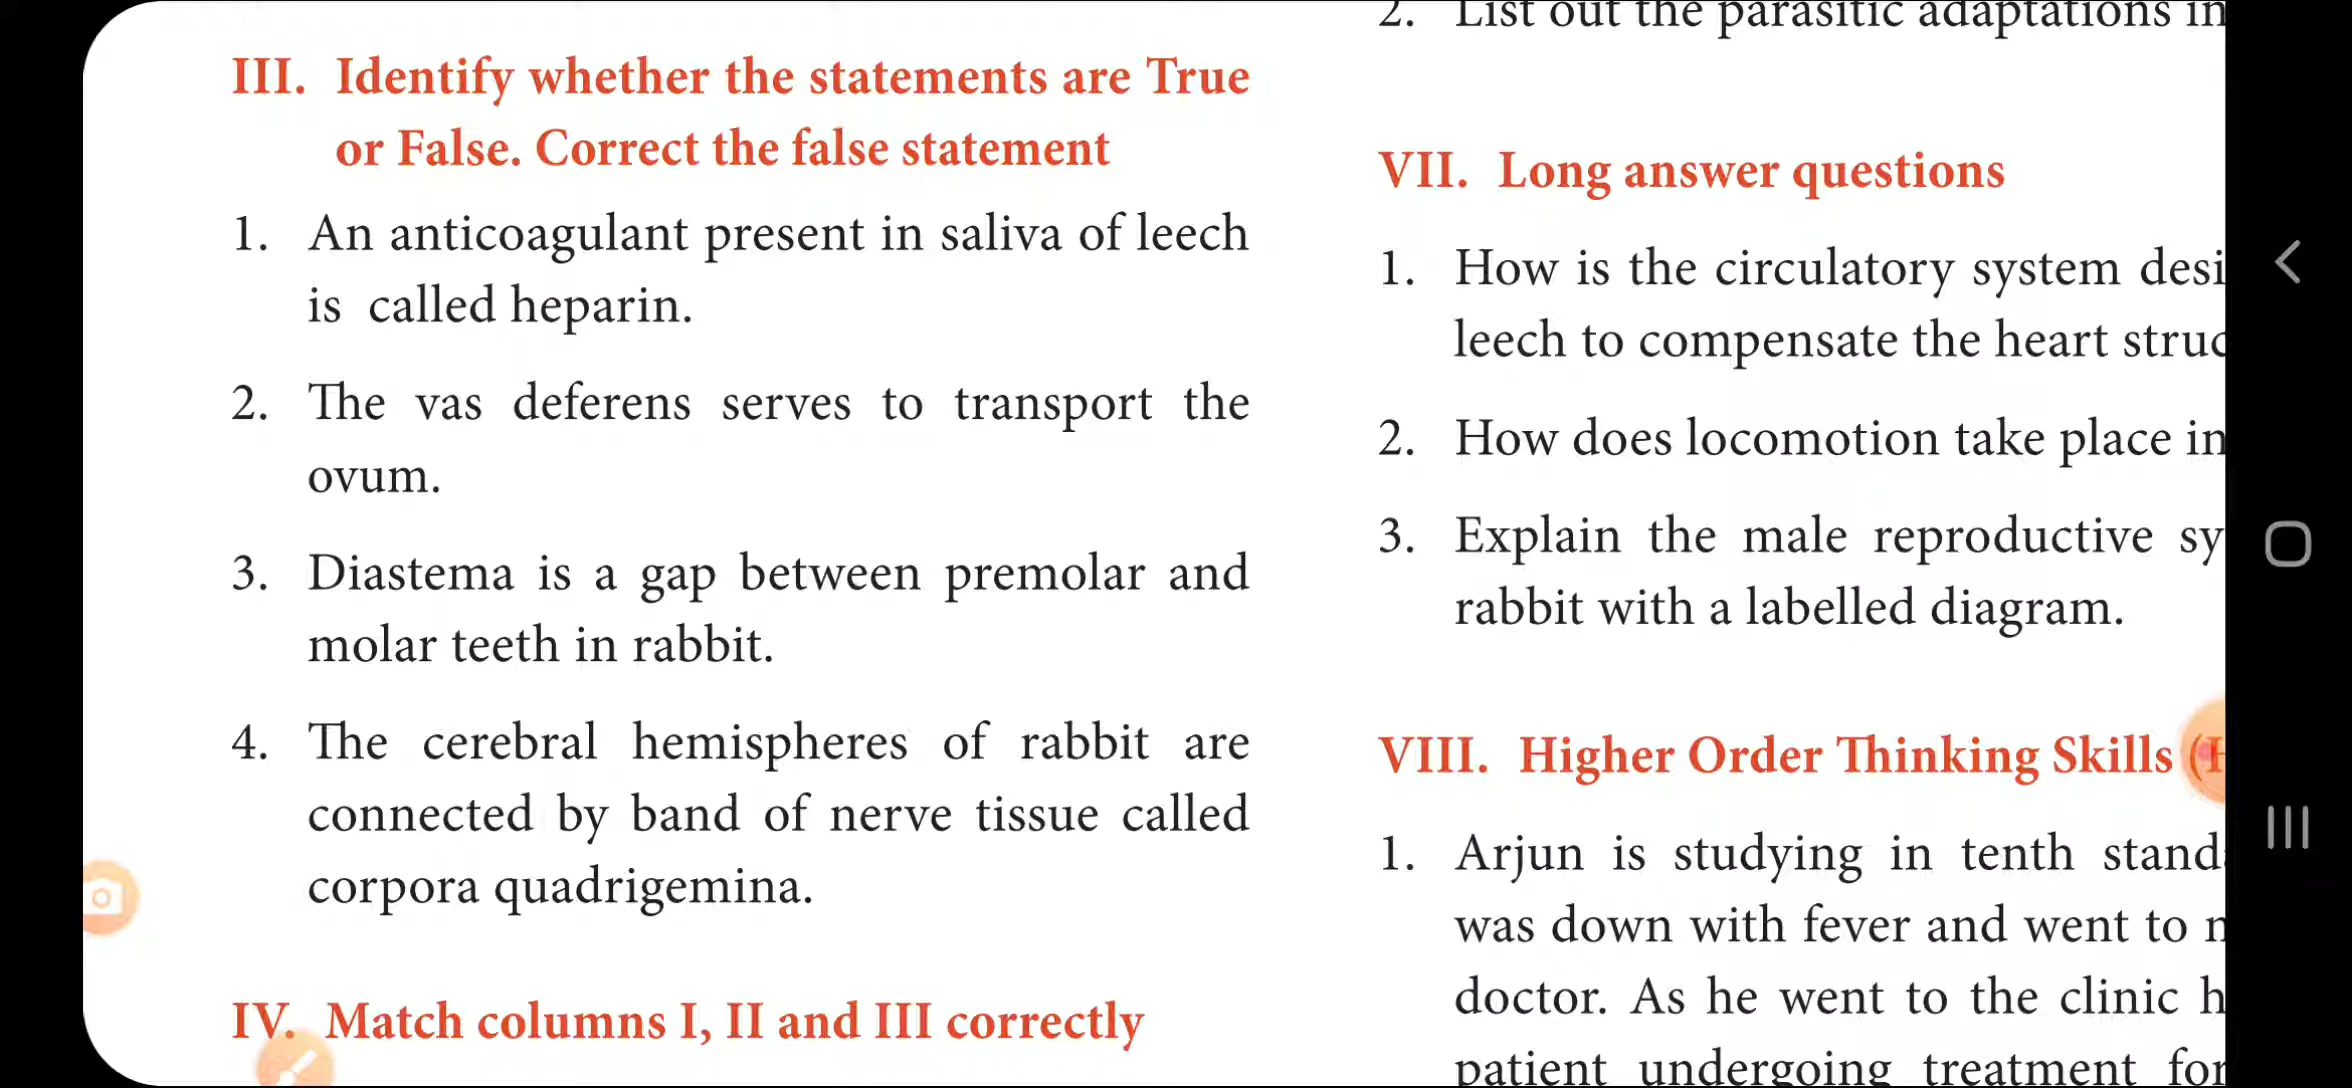 III. Identify whether the statements are True
or False. Correct the false statement
1. An anticoagulant present in saliva of leech
is called heparin.
2. The vas deferens serves to transport the
ovum.
3. Diastema is a gap between premolar and
molar teeth in rabbit.
4. The cerebral hemispheres of rabbit are
connected by band of nerve tissue called
corpora quadrigemina.
IV. Match columns I, II and III correctly
2. List out the parasitic adaptations in
VII. Long answer questions
1. How is the circulatory system desi
leech to compensate the heart struc
2. How does locomotion take place in
3. Explain the male reproductive sy
rabbit with a labelled diagram.
VIII. Higher Order Thinking Skills (H
1. Arjun is studying in tenth stand
was down with fever and went to
doctor. As he went to the clinic h
patient undergoing treatment for